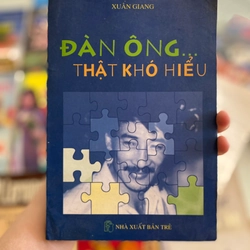 XUÂN GIANG
ĐÀN ÔNG...
THẬT KHÓ HIỂU
NHÀ XUẤT BẢN TRẺ